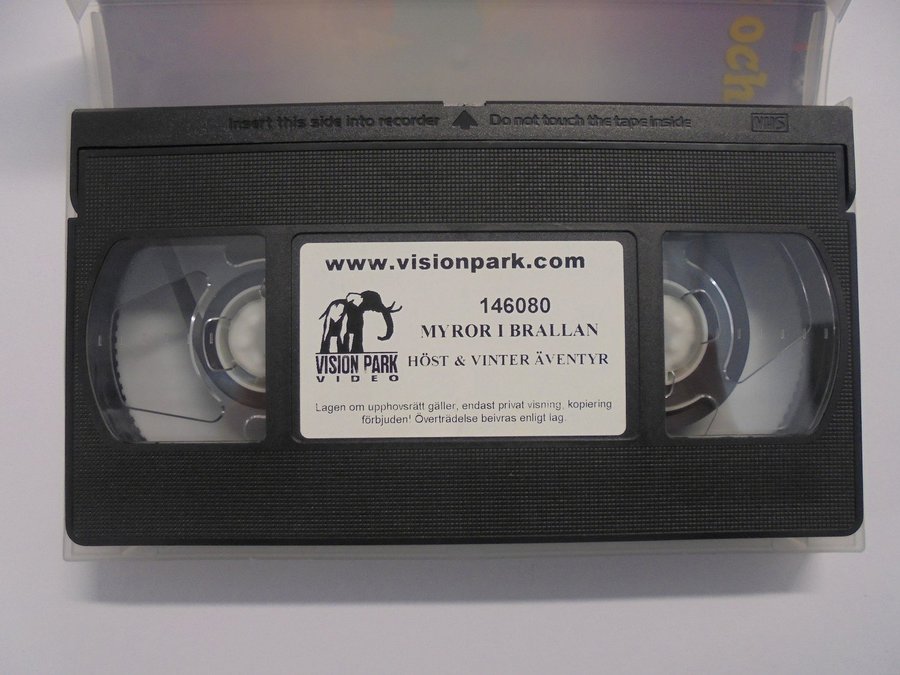 och
Insert this side into recorder Do not touch the tape inside VHS
www.visionpark.com
146080
MYROR I BRALLAN
HÖST & VINTER ÄVENTYR
VISION PARK
VIDEO
Lagen om upphovsrätt gäller, endast privat visning, kopiering
förbjuden! Överträdelse beivras enligt lag.